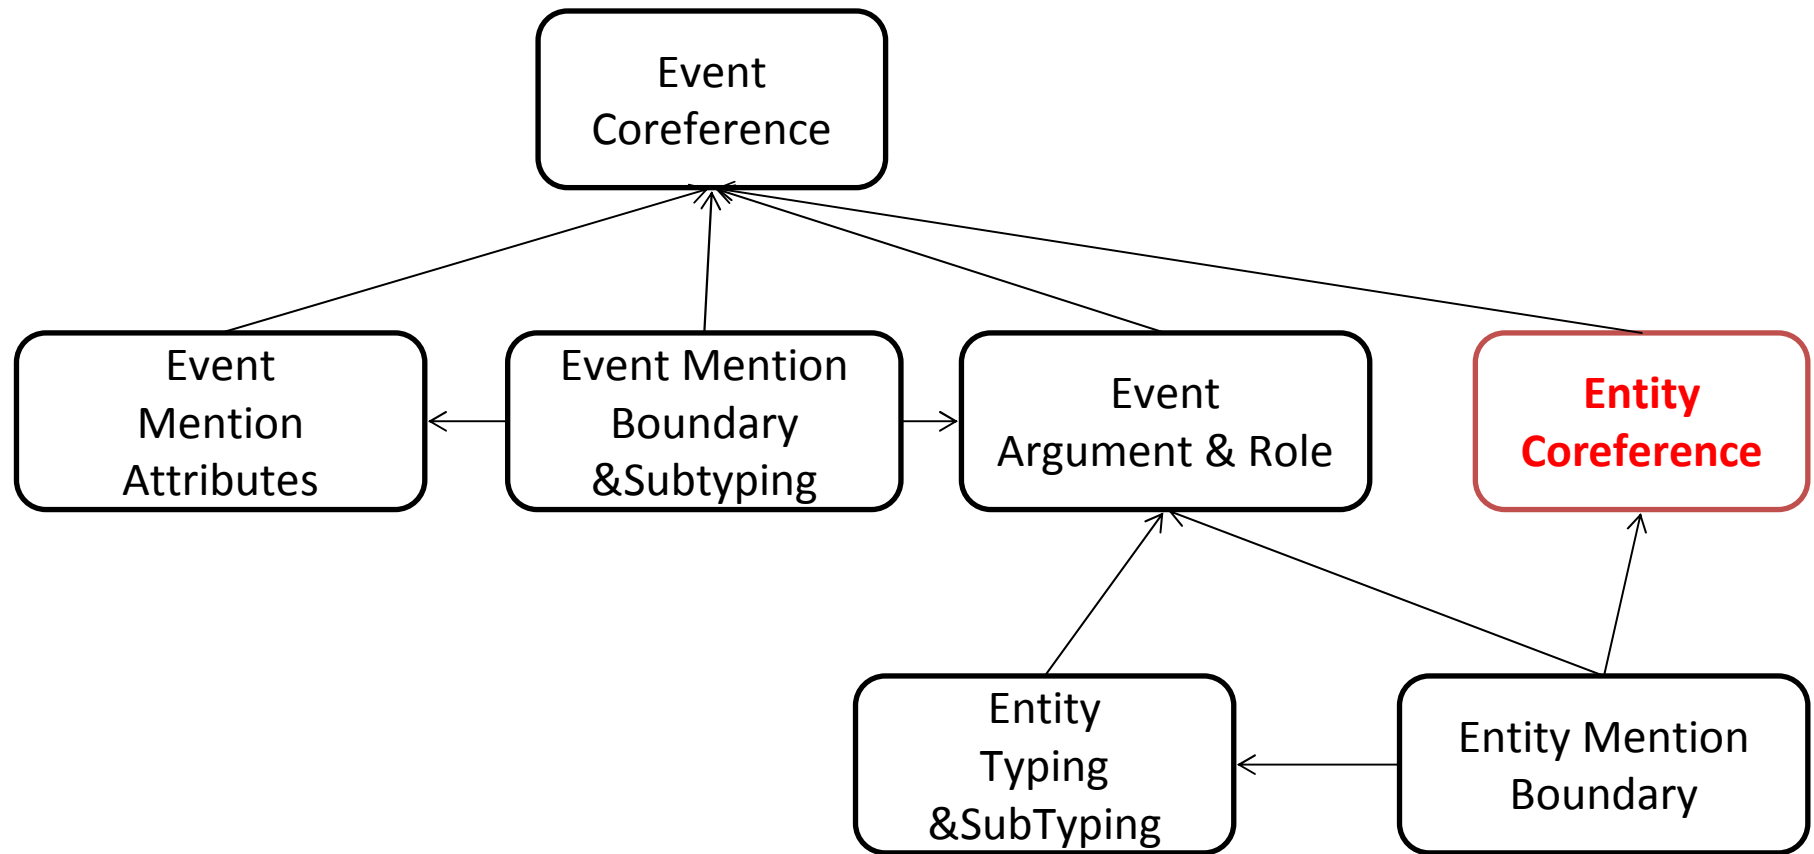 Event
Coreference
Event
Mention
Attributes
Event Mention
Boundary
&Subtyping
Event
Argument & Role
Entity
Coreference
Entity
Typing
&SubTyping
Entity Mention
Boundary